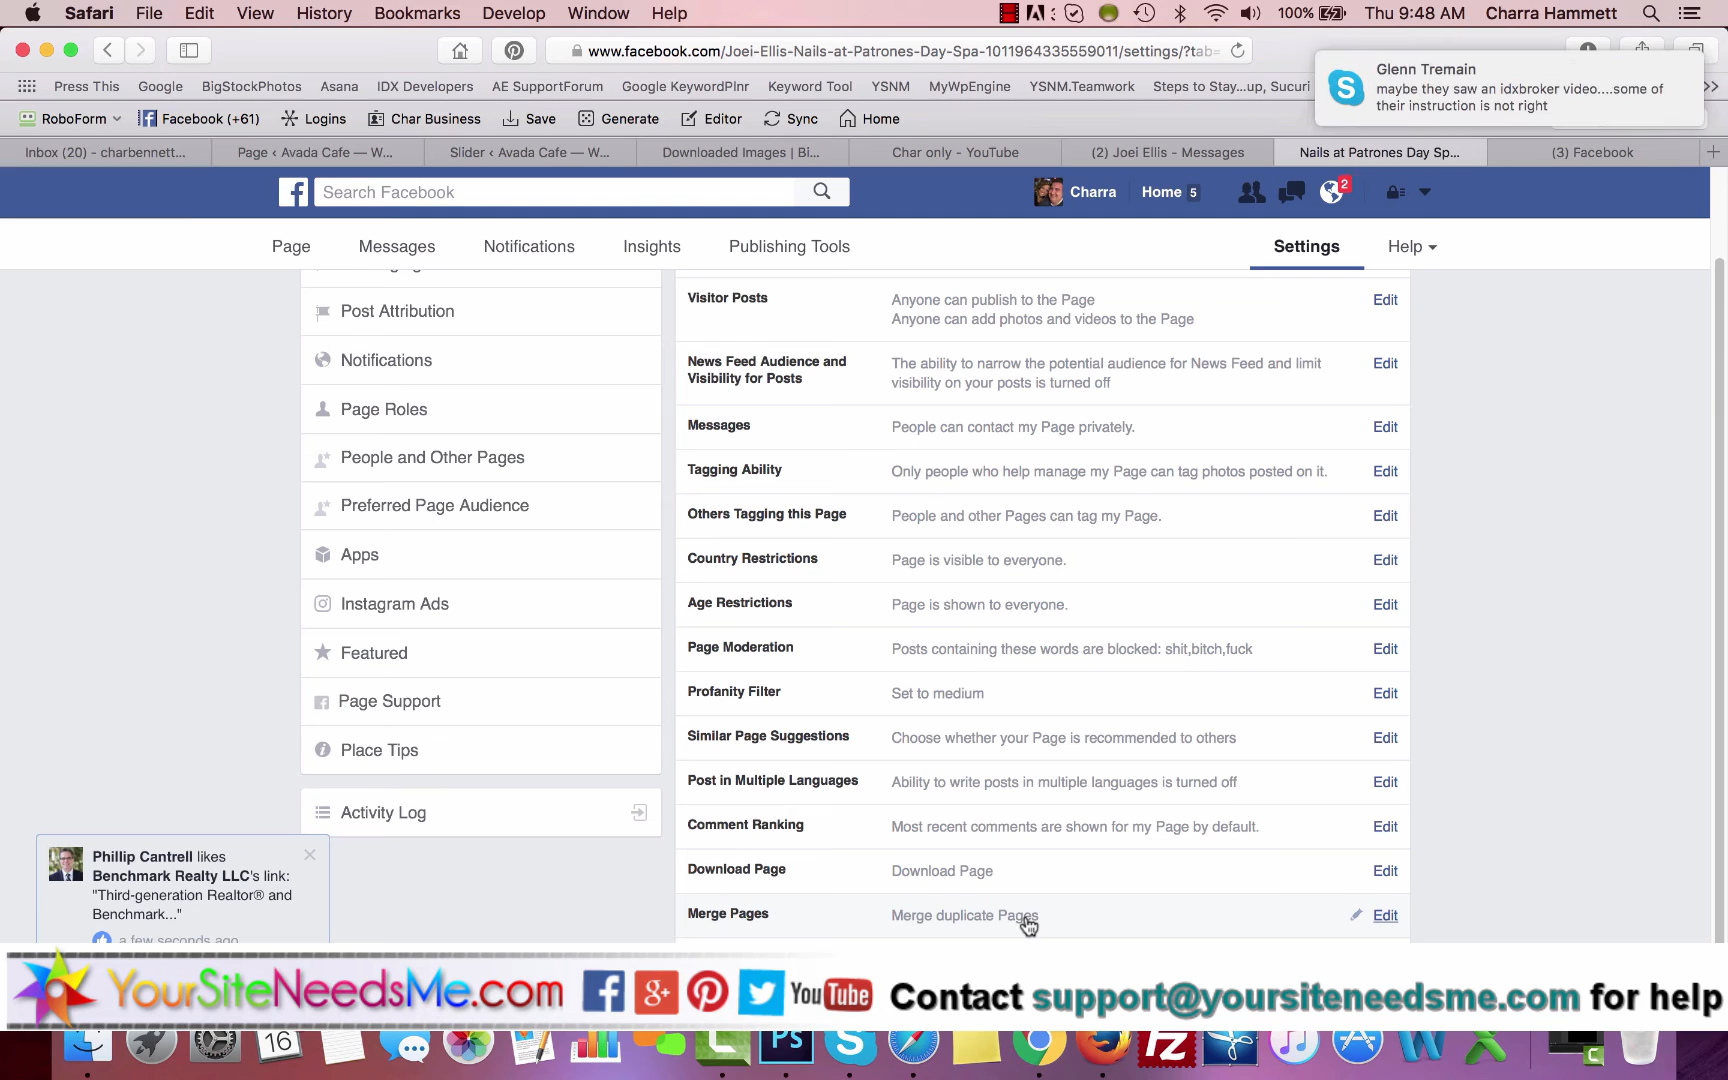 Safari File Edit View History Bookmarks Develop Window Help 100% Thu 9:48 AM Charra Hammett
www.facebook.com/Joei-Ellis-Nails-at-Patrones-Day-Spa-1011964335559011/settings/?tab=
Press This Google BigStockPhotos Asana IDX Developers AE SupportForum Google KeywordPlnr Keyword Tool YSNM MyWpEngine YSNM.Teamwork Steps to Stay...up, Sucuri
Glenn Tremain
maybe they saw an idxbroker video....some of
their instruction is not right
RoboForm Facebook (+61) Logins Char Business Save Generate Editor Sync Home
Inbox (20) - charbennett... Page ‹ Avada Cafe — W... Slider ‹ Avada Cafe — W... Downloaded Images | Bi... Char only - YouTube (2) Joei Ellis - Messages Nails at Patrones Day Sp... (3) Facebook
Search Facebook Charra Home 5 2
Page Messages Notifications Insights Publishing Tools Settings Help
Post Attribution
Notifications
Page Roles
People and Other Pages
Preferred Page Audience
Apps
Instagram Ads
Featured
Page Support
Place Tips
Activity Log
Visitor Posts Anyone can publish to the Page Edit
Anyone can add photos and videos to the Page
News Feed Audience and The ability to narrow the potential audience for News Feed and limit Edit
Visibility for Posts visibility on your posts is turned off
Messages People can contact my Page privately. Edit
Tagging Ability Only people who help manage my Page can tag photos posted on it. Edit
Others Tagging this Page People and other Pages can tag my Page. Edit
Country Restrictions Page is visible to everyone. Edit
Age Restrictions Page is shown to everyone. Edit
Page Moderation Posts containing these words are blocked: shit,bitch,fuck Edit
Profanity Filter Set to medium Edit
Similar Page Suggestions Choose whether your Page is recommended to others Edit
Post in Multiple Languages Ability to write posts in multiple languages is turned off Edit
Comment Ranking Most recent comments are shown for my Page by default. Edit
Download Page Download Page Edit
Merge Pages Merge duplicate Pages Edit
Phillip Cantrell likes
Benchmark Realty LLC's link:
"Third-generation Realtor® and
Benchmark..."
a few seconds ago
YourSiteNeedsMe.com f g+ You Tube Contact support@yoursiteneedsme.com for help
16 Ps S FZ W X C